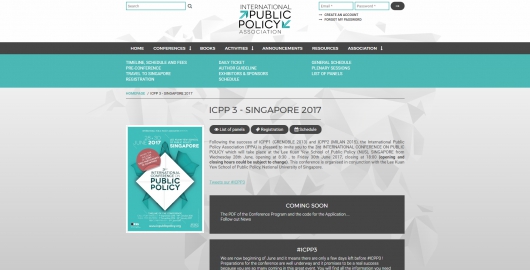 Search
INTERNATIONAL
PUBLIC
POLICY
ASSOCIATION
Email *
Password *
CREATE AN ACCOUNT
FORGOT MY PASSWORD
HOME
CONFERENCES
BOOKS
ACTIVITIES
ANNOUNCEMENTS
RESOURCES
ASSOCIATION
TIMELINE, SCHEDULE AND FEES
PRE-CONFERENCE
TRAVEL TO SINGAPORE
REGISTRATION
EASY TICKET
AUTHOR GUIDELINE
EXHIBITORS & SPONSORS
SCHEDULE
GENERAL SCHEDULE
PLENARY SESSIONS
LIST OF PANELS
HOMEPAGE / ICPP 3 - SINGAPORE 2017
ICPP 3 - SINGAPORE 2017
List of panels
Registration
Schedule
Following the success of ICPP1 (GRENOBLE 2013) and ICPP2 (MILAN 2015), the International
Public Policy Association (IPPA) is pleased to invite you to the 3rd INTERNATIONAL CONFERENCE ON PUBLIC
POLICY which will take place at the Lee Kuan Yew School of Public Policy (NUS), SINGAPORE from
Wednesday 28th June, opening at 9.30 , to Friday 30th June 2017, closing at 18.00 (opening and
closing hours could be subject to change). This conference is organised in conjunction with the Lee Kuan
Yew School of Public Policy National University of Singapore.
Tweets de #ICPP3
JUNE 2017
SINGAPORE
INTERNATIONAL
CONFERENCE ON
PUBLIC
POLICY
COMING SOON
The PDF of the Conference Program and the code for the Application...
Follow out News
#ICPP3
We are now beginning of June and it means there are only a few days left before #ICPP3 !
Preparations for the conference are under way and it promises to be a real success
because you are so many coming in this great event. You will find all the information you need